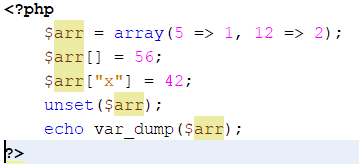 <?php
$arr = array(5 => 1, 12 => 2);
$arr[] = 56;
$arr["x"] = 42;
unset($arr);
echo var_dump($arr);
?>